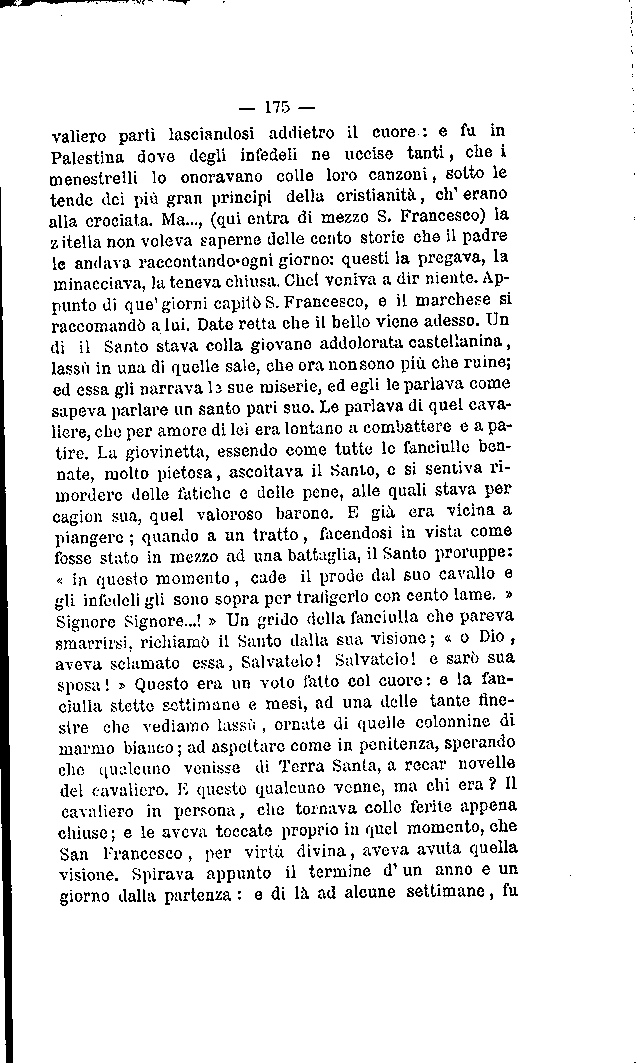 — 175 —
valiero partì lasciandosi addietro il cuore : e fu in
Palestina dove degli infedeli ne uccise tanti, che i
menestrelli lo onoravano colle loro canzoni, sotto le
tende dei più gran principi della cristianità, ch' erano
alla crociata. Ma..., (qui entra di mezzo S. Francesco) la
zitella non voleva saperne delle cento storie che il padre
le andava raccontando ogni giorno: questi la pregava, la
minacciava, la teneva chiusa. Che! veniva a dir niente. Ap-
punto di que' giorni capitò S. Francesco, e il marchese si
raccomandò a lui. Date retta che il bello viene adesso. Un
dì il Santo stava colla giovane addolorata castellanina,
lassù in una di quelle sale, che ora non sono più che ruine;
ed essa gli narrava le sue miserie, ed egli le parlava come
sapeva parlare un santo pari suo. Le parlava di quel cava-
liere, che per amore di lei era lontano a combattere e a pa-
tire. La giovinetta, essendo come tutte le fanciulle ben-
nate, molto pietosa, ascoltava il Santo, e si sentiva ri-
mordere delle fatiche e delle pene, alle quali stava per
cagion sua, quel valoroso barone. E già era vicina a
piangere ; quando a un tratto, facendosi in vista come
fosse stato in mezzo ad una battaglia, il Santo proruppe:
« in questo momento, cade il prode dal suo cavallo e
gli infedeli gli sono sopra per trafigerlo con cento lame. »
Signore Signore...! » Un grido della fanciulla che pareva
smarrirsi, richiamò il Santo dalla sua visione; « o Dio,
aveva sclamato essa, Salvatelo! Salvatelo! e sarò sua
sposa! » Questo era un voto fatto col cuore: e la fan-
ciulla stette settimane e mesi, ad una delle tante fine-
stre che vediamo lassù, ornate di quelle colonnine di
marmo bianco; ad aspettare come in penitenza, sperando
che qualcuno venisse di Terra Santa, a recar novelle
del cavaliero. E questo qualcuno venne, ma chi era? Il
cavaliero in persona, che tornava colle ferite appena
chiuse; e le aveva toccate proprio in quel momento, che
San Francesco, per virtù divina, aveva avuta quella
visione. Spirava appunto il termine d' un anno e un
giorno dalla partenza : e di là ad alcune settimane, fu